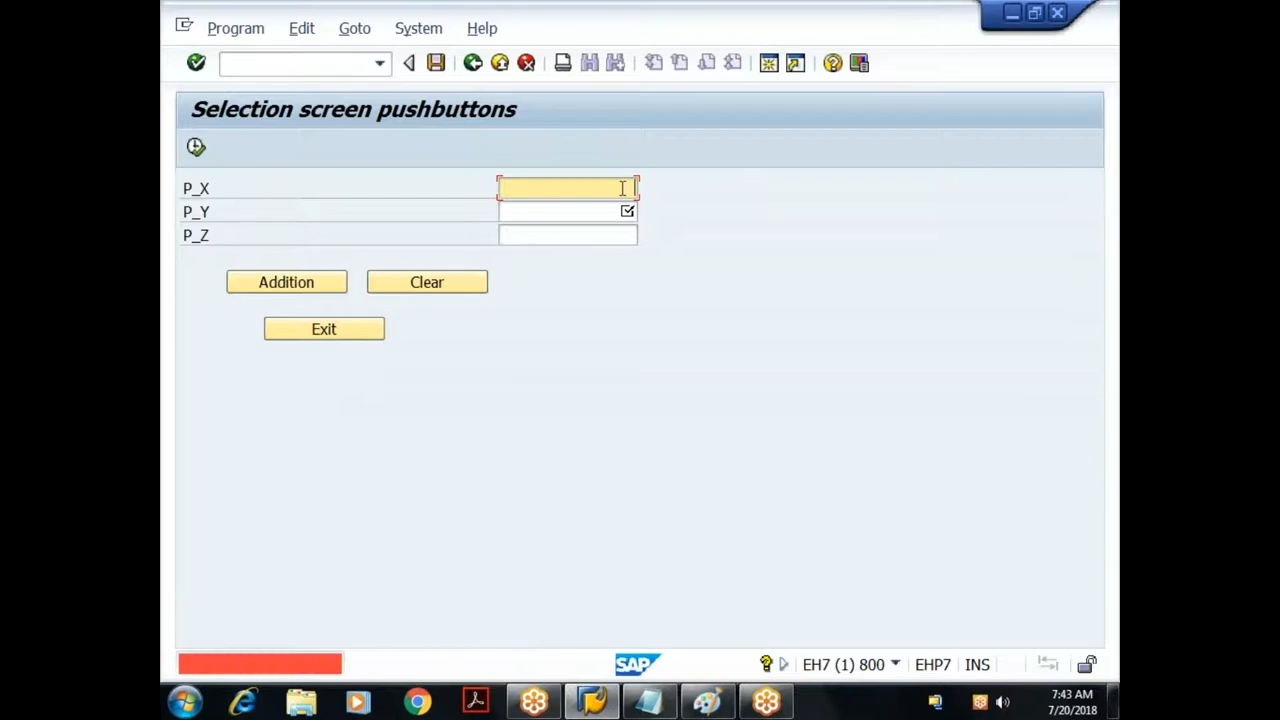 Program Edit Goto System Help
Selection screen pushbuttons
P_X
P_Y
P_Z
Addition Clear
Exit
SAP EH7 (1) 800 EHP7 INS
7:43 AM
7/20/2018